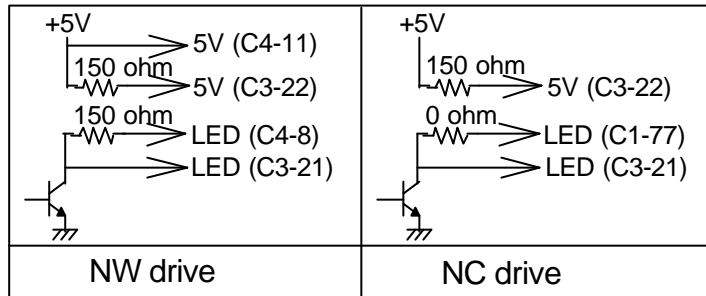 +5V
5V (C4-11)
150 ohm
5V (C3-22)
150 ohm
LED (C4-8)
LED (C3-21)
NW drive
+5V
150 ohm
5V (C3-22)
0 ohm
LED (C1-77)
LED (C3-21)
NC drive